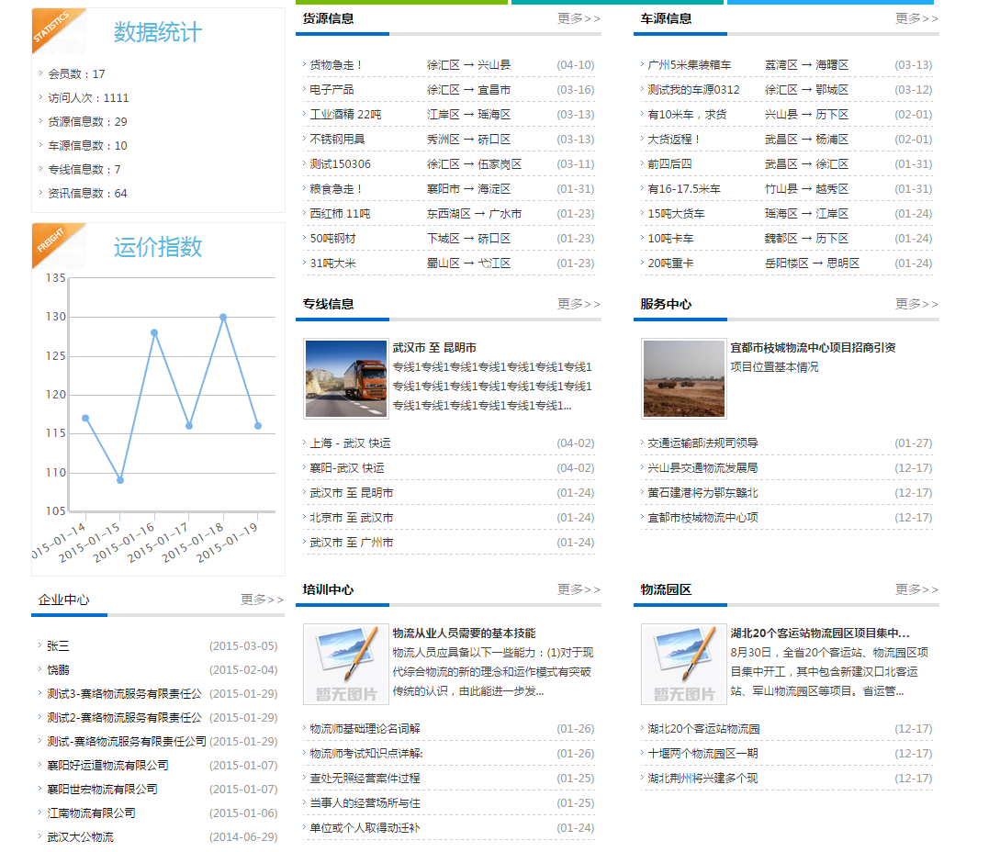 STATISTICS
数据统计
会员数：17
访问人次：1111
货源信息数：29
车源信息数：10
专线信息数：7
资讯信息数：64
FREIGHT
运价指数
135
130
125
120
115
110
105
2015-01-14
2015-01-15
2015-01-16
2015-01-17
2015-01-18
2015-01-19
企业中心 更多>>
张三 (2015-03-05)
饶鹏 (2015-02-04)
测试3-赛络物流服务有限责任公 (2015-01-29)
测试2-赛络物流服务有限责任公 (2015-01-29)
测试-赛络物流服务有限责任公司 (2015-01-29)
襄阳好运道物流有限公司 (2015-01-07)
襄阳世宏物流有限公司 (2015-01-07)
江南物流有限公司 (2015-01-06)
武汉大公物流 (2014-06-29)
货源信息 更多>>
货物急走！ 徐汇区 → 兴山县 (04-10)
电子产品 徐汇区 → 宜昌市 (03-16)
工业酒精 22吨 江岸区 → 瑶海区 (03-13)
不锈钢用具 秀洲区 → 硚口区 (03-13)
测试150306 徐汇区 → 伍家岗区 (03-11)
粮食急走！ 襄阳市 → 海淀区 (01-31)
西红柿 11吨 东西湖区 → 广水市 (01-23)
50吨钢材 下城区 → 硚口区 (01-23)
31吨大米 蜀山区 → 弋江区 (01-23)
车源信息 更多>>
广州5米集装箱车 荔湾区 → 海曙区 (03-13)
测试我的车源0312 徐汇区 → 鄂城区 (03-12)
有10米车，求货 兴山县 → 历下区 (02-01)
大货返程！ 武昌区 → 杨浦区 (02-01)
前四后四 武昌区 → 徐汇区 (01-31)
有16-17.5米车 竹山县 → 越秀区 (01-31)
15吨大货车 瑶海区 → 江岸区 (01-24)
10吨卡车 魏都区 → 历下区 (01-24)
20吨重卡 岳阳楼区 → 思明区 (01-24)
专线信息 更多>>
武汉市 至 昆明市
专线1专线1专线1专线1专线1专线1专线1
专线1专线1专线1专线1专线1专线1专线1
专线1专线1专线1专线1专线1专线1...
上海 - 武汉 快运 (04-02)
襄阳-武汉 快运 (04-02)
武汉市 至 昆明市 (01-24)
北京市 至 武汉市 (01-24)
武汉市 至 广州市 (01-24)
服务中心 更多>>
宜都市枝城物流中心项目招商引资
项目位置基本情况
交通运输部法规司领导 (01-27)
兴山县交通物流发展局 (12-17)
黄石建港将为鄂东赣北 (12-17)
宜都市枝城物流中心项 (12-17)
培训中心 更多>>
暂无图片
物流从业人员需要的基本技能
物流人员应具备以下一些能力：(1)对于现
代综合物流的新的理念和运作模式有突破
传统的认识，由此能进一步发...
物流师基础理论名词解 (01-26)
物流师考试知识点详解: (01-26)
查处无照经营案件过程 (01-25)
当事人的经营场所与住 (01-25)
单位或个人取得动迁补 (01-24)
物流园区 更多>>
暂无图片
湖北20个客运站物流园区项目集中...
8月30日，全省20个客运站、物流园区项
目集中开工，其中包含新建汉口北客运
站、军山物流园区等项目。省运管...
湖北20个客运站物流园 (12-17)
十堰两个物流园区一期 (12-17)
湖北荆州将兴建多个现 (12-17)